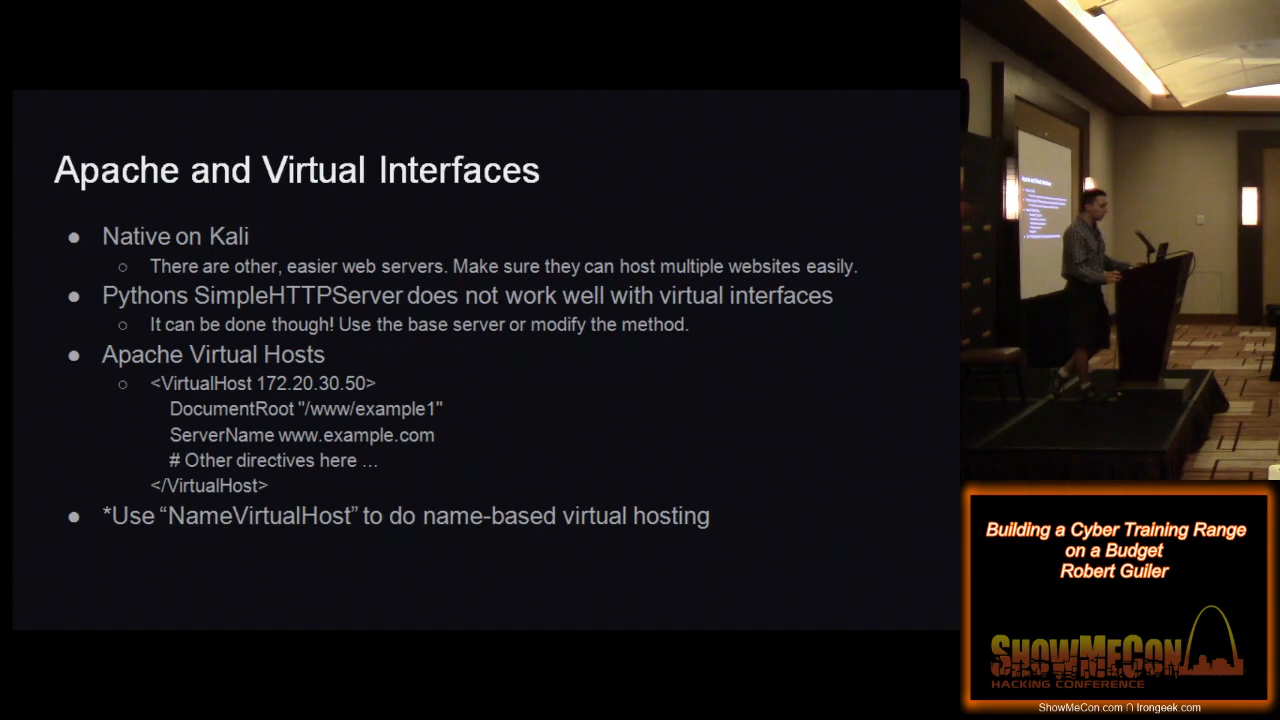 Apache and Virtual Interfaces
● Native on Kali
○ There are other, easier web servers. Make sure they can host multiple websites easily.
● Pythons SimpleHTTPServer does not work well with virtual interfaces
○ It can be done though! Use the base server or modify the method.
● Apache Virtual Hosts
○ <VirtualHost 172.20.30.50>
DocumentRoot "/www/example1"
ServerName www.example.com
# Other directives here ...
</VirtualHost>
● *Use “NameVirtualHost” to do name-based virtual hosting
Building a Cyber Training Range
on a Budget
Robert Guiler
ShowMeCon
HACKING CONFERENCE
ShowMeCon.com ∩ Irongeek.com